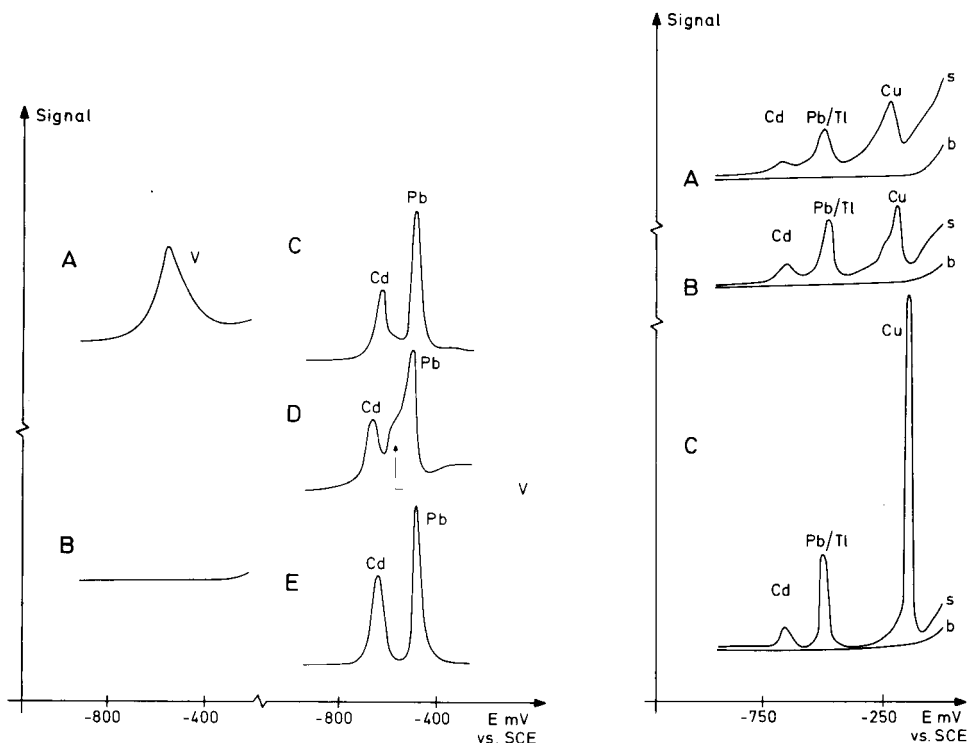 Signal
A
V
B
C
Cd
Pb
D
Cd
Pb
V
E
Cd
Pb
-800
-400
-800
-400
E mV
vs. SCE
Signal
Cd
Pb/Tl
Cu
s
b
A
Cd
Pb/Tl
Cu
s
b
B
Cu
C
Cd
Pb/Tl
s
b
-750
-250
E mV
vs. SCE